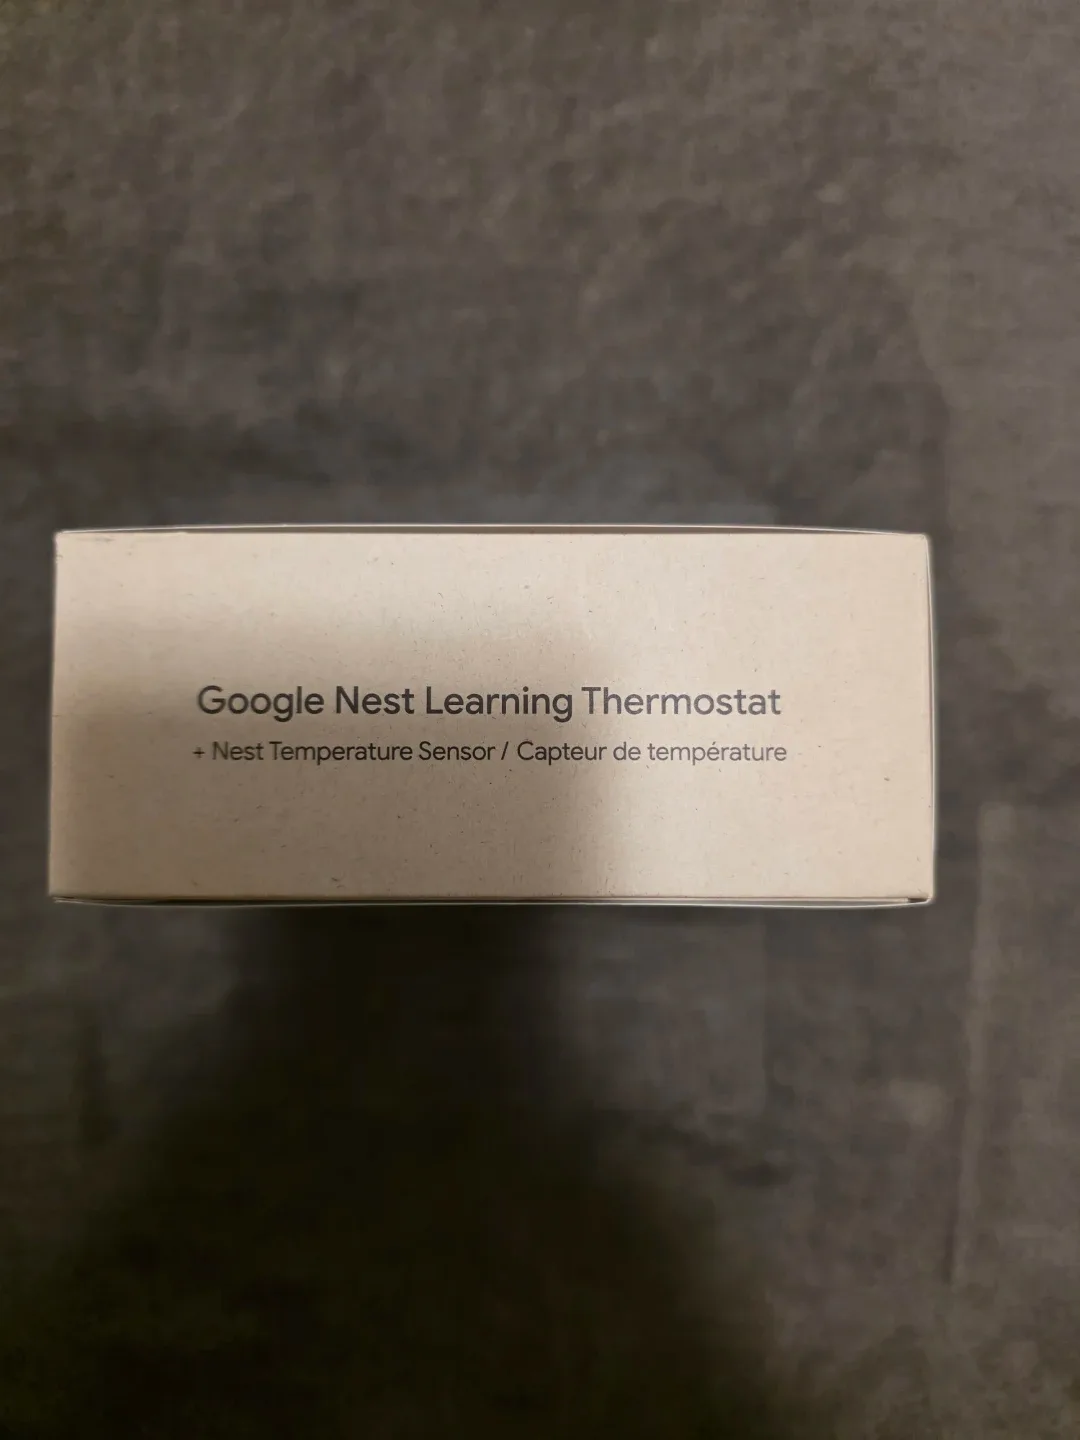 Google Nest Learning Thermostat
+ Nest Temperature Sensor / Capteur de température